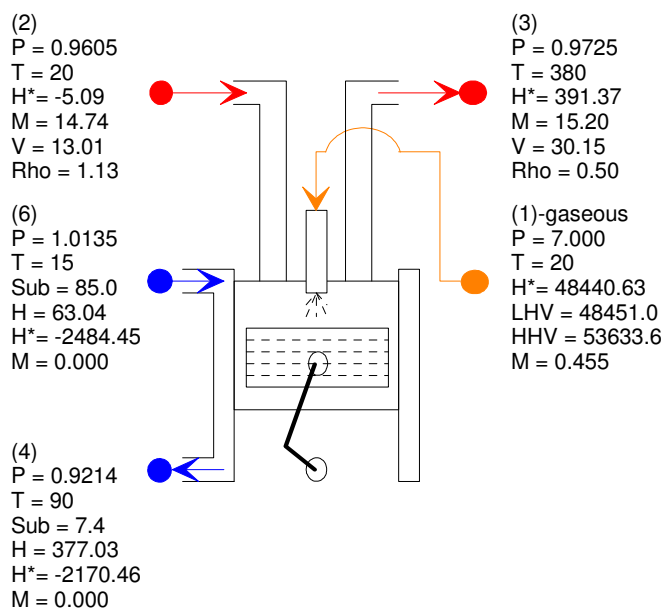 (2)
P = 0.9605
T = 20
H*= -5.09
M = 14.74
V = 13.01
Rho = 1.13
(3)
P = 0.9725
T = 380
H*= 391.37
M = 15.20
V = 30.15
Rho = 0.50
(6)
P = 1.0135
T = 15
Sub = 85.0
H = 63.04
H*= -2484.45
M = 0.000
(1)-gaseous
P = 7.000
T = 20
H*= 48440.63
LHV = 48451.0
HHV = 53633.6
M = 0.455
(4)
P = 0.9214
T = 90
Sub = 7.4
H = 377.03
H*= -2170.46
M = 0.000